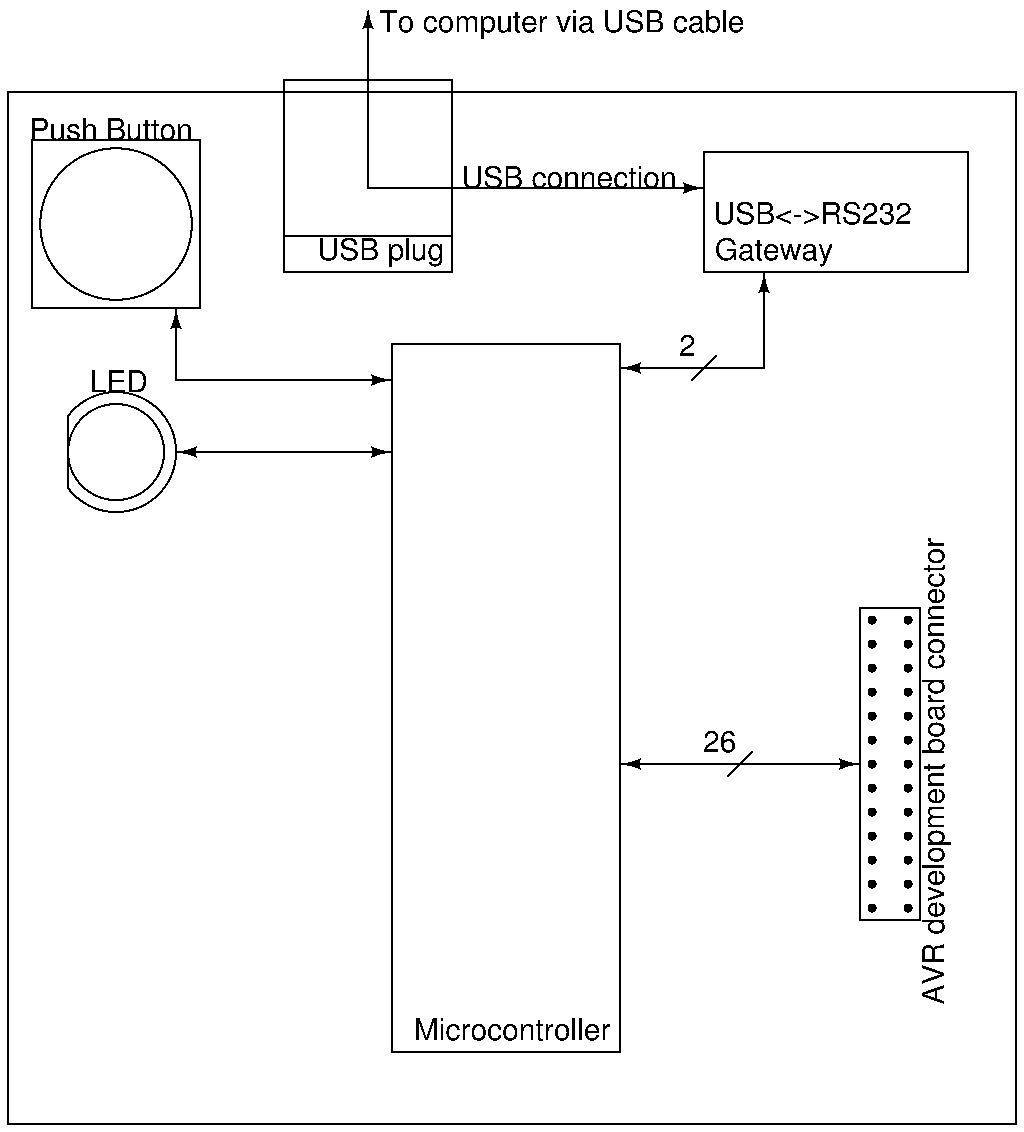 To computer via USB cable
Push Button
USB connection
USB<->RS232
Gateway
USB plug
2
LED
26
AVR development board connector
Microcontroller